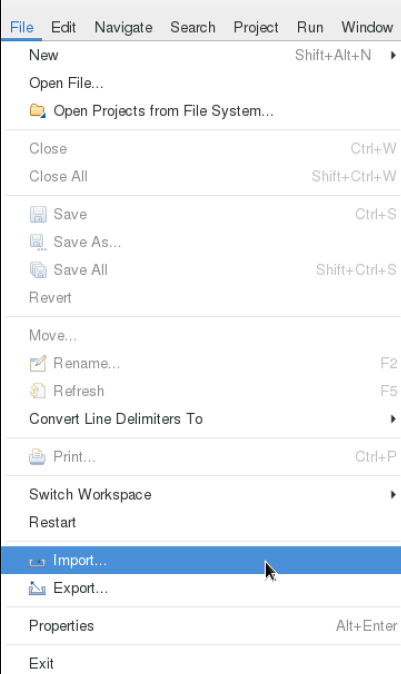 File Edit Navigate Search Project Run Window
New Shift+Alt+N
Open File...
Open Projects from File System...
Close Ctrl+W
Close All Shift+Ctrl+W
Save Ctrl+S
Save As...
Save All Shift+Ctrl+S
Revert
Move...
Rename... F2
Refresh F5
Convert Line Delimiters To
Print... Ctrl+P
Switch Workspace
Restart
Import...
Export...
Properties Alt+Enter
Exit